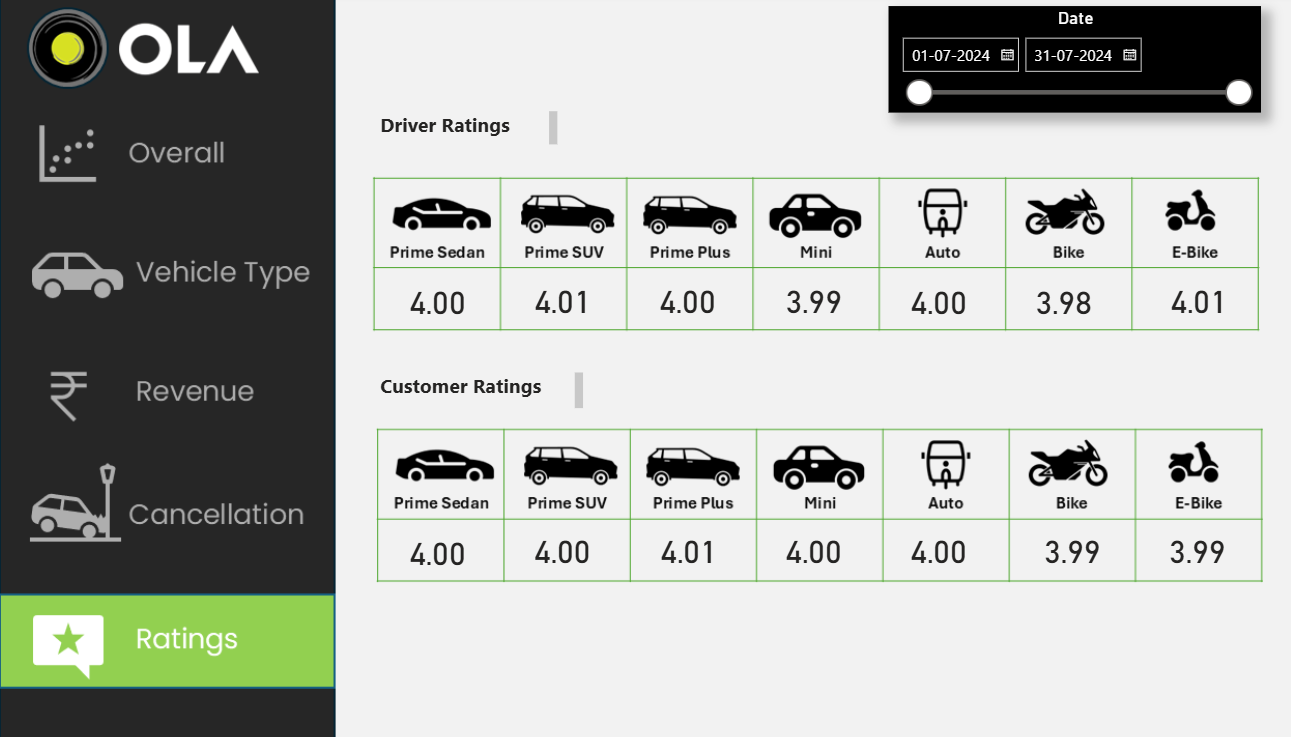 OLA
Overall
Vehicle Type
Revenue
Cancellation
Ratings
Date
01-07-2024 31-07-2024
Driver Ratings
Prime Sedan Prime SUV Prime Plus Mini Auto Bike E-Bike
4.00 4.01 4.00 3.99 4.00 3.98 4.01
Customer Ratings
Prime Sedan Prime SUV Prime Plus Mini Auto Bike E-Bike
4.00 4.00 4.01 4.00 4.00 3.99 3.99